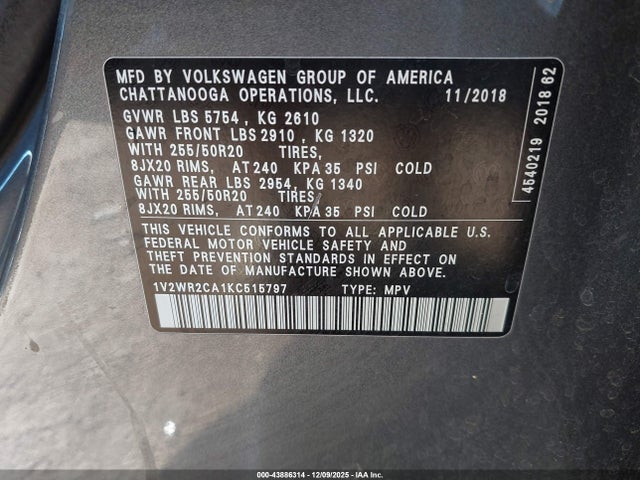 MFD BY VOLKSWAGEN GROUP OF AMERICA
CHATTANOOGA OPERATIONS, LLC. 11/2018
GVWR LBS 5754 , KG 2610
GAWR FRONT LBS 2910 , KG 1320
WITH 255/50R20 TIRES,
8JX20 RIMS, AT 240 KPA 35 PSI COLD
GAWR REAR LBS 2954, KG 1340
WITH 255/50R20 TIRES,
8JX20 RIMS, AT 240 KPA 35 PSI COLD
THIS VEHICLE CONFORMS TO ALL APPLICABLE U.S.
FEDERAL MOTOR VEHICLE SAFETY AND
THEFT PREVENTION STANDARDS IN EFFECT ON
THE DATE OF MANUFACTURE SHOWN ABOVE.
1V2WR2CA1KC515797 TYPE: MPV
4540219 201862
000-43886314 - 12/09/2025 - IAA Inc.